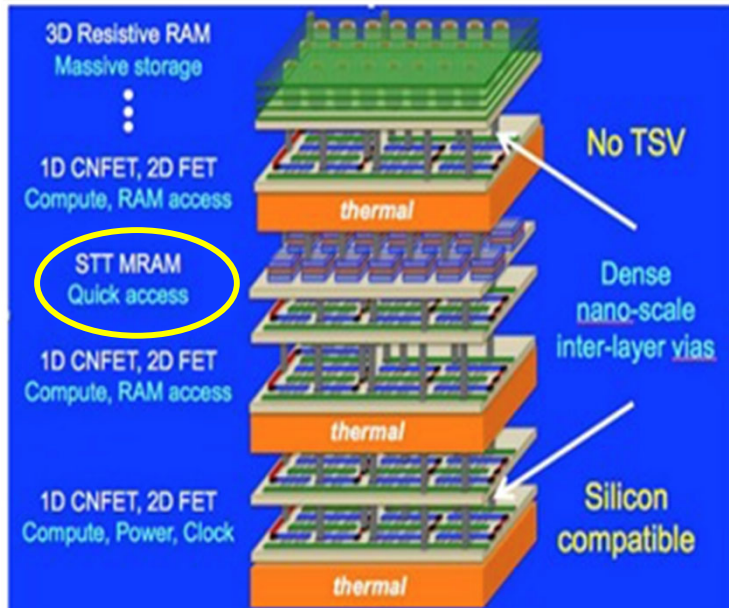 3D Resistive RAM
Massive storage
1D CNFET, 2D FET
Compute, RAM access
thermal
STT MRAM
Quick access
1D CNFET, 2D FET
Compute, RAM access
thermal
1D CNFET, 2D FET
Compute, Power, Clock
thermal
No TSV
Dense
nano-scale
inter-layer vias
Silicon
compatible